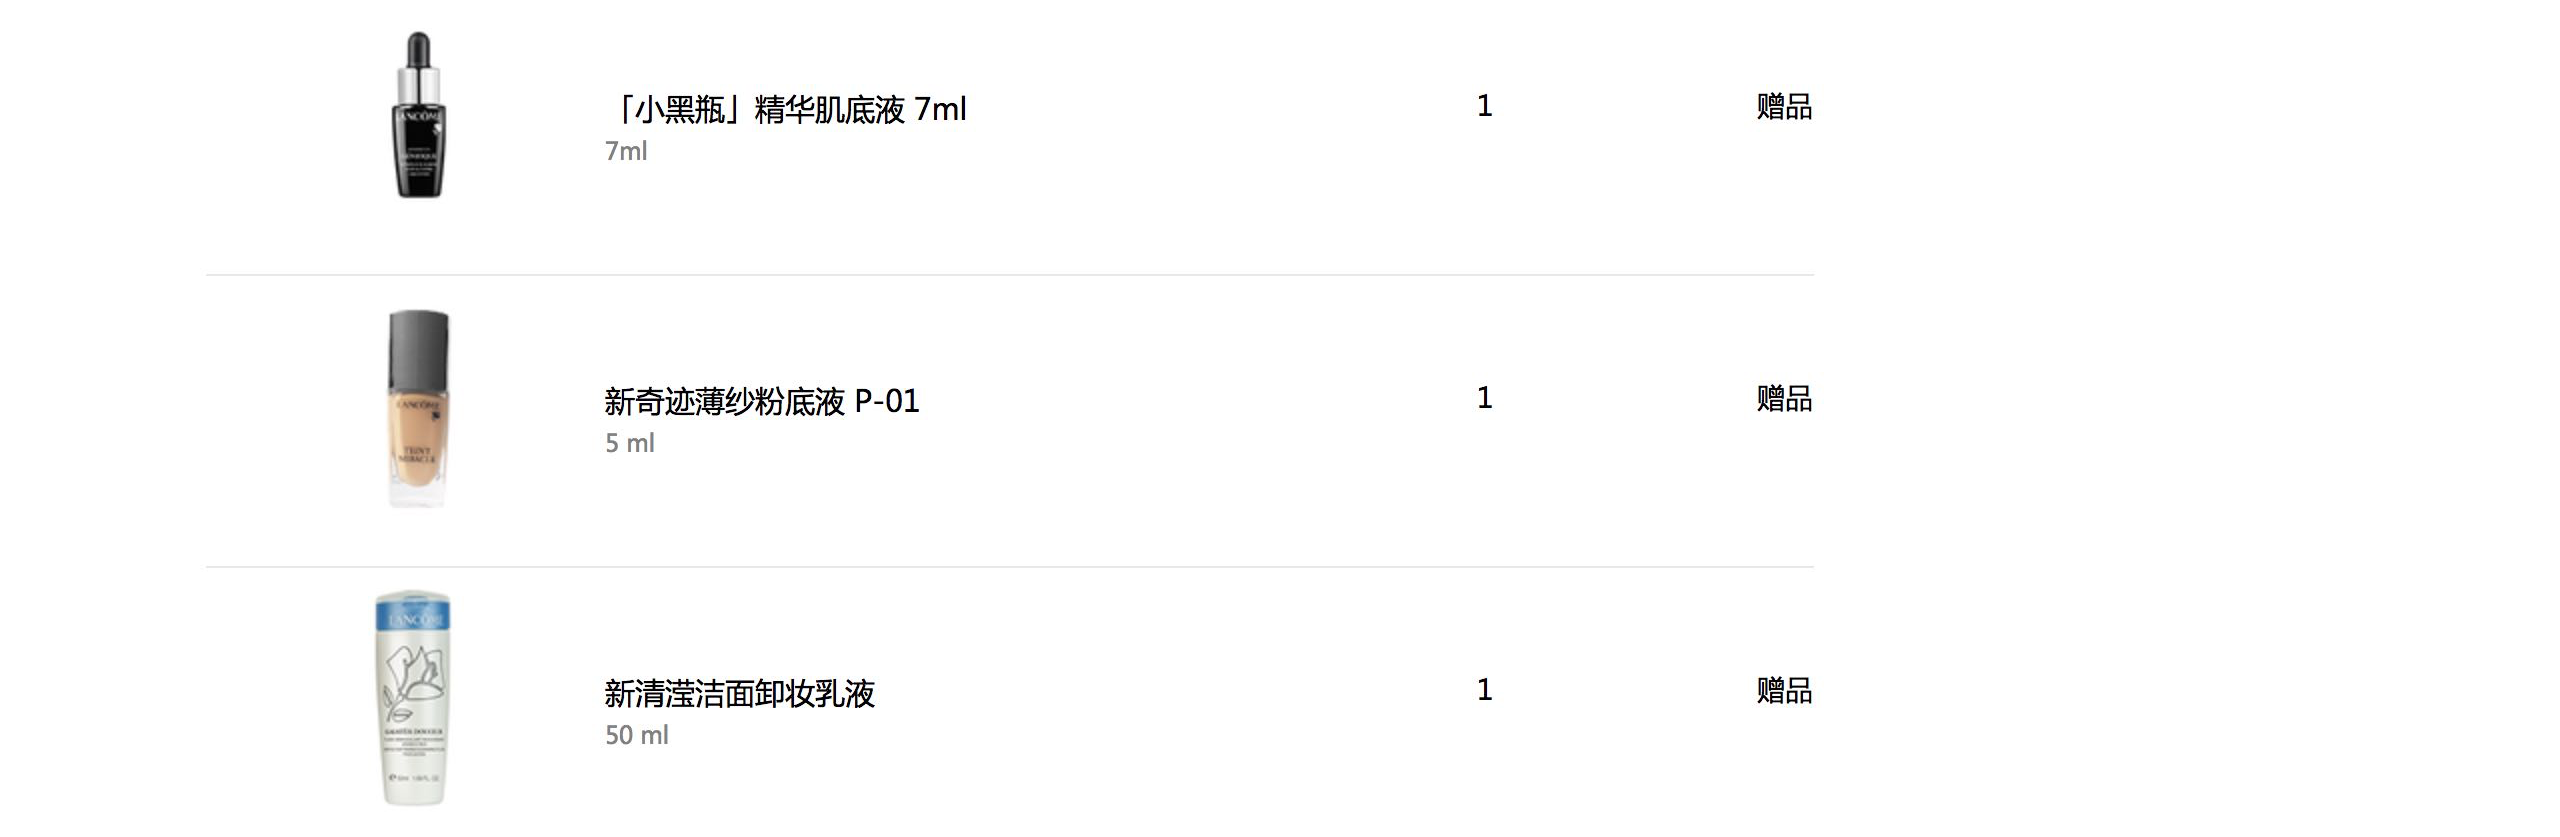 LANCÔME
「小黑瓶」精华肌底液 7ml 1 赠品
7ml
LANCÔME
TEINT
MIRACLE
新奇迹薄纱粉底液 P-01 1 赠品
5 ml
LANCÔME
新清滢洁面卸妆乳液 1 赠品
50 ml